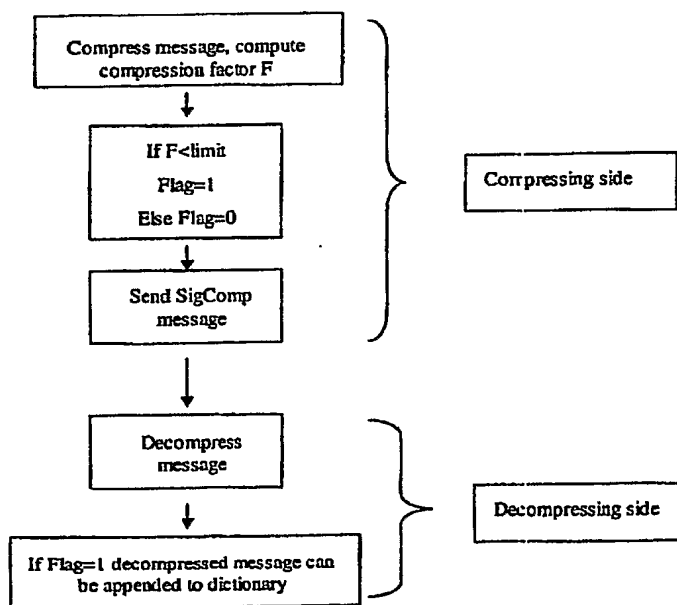 Compress message, compute
compression factor F
If F<limit
Flag=1
Else Flag=0
Compressing side
Send SigComp
message
Decompress
message
Decompressing side
If Flag=1 decompressed message can
be appended to dictionary